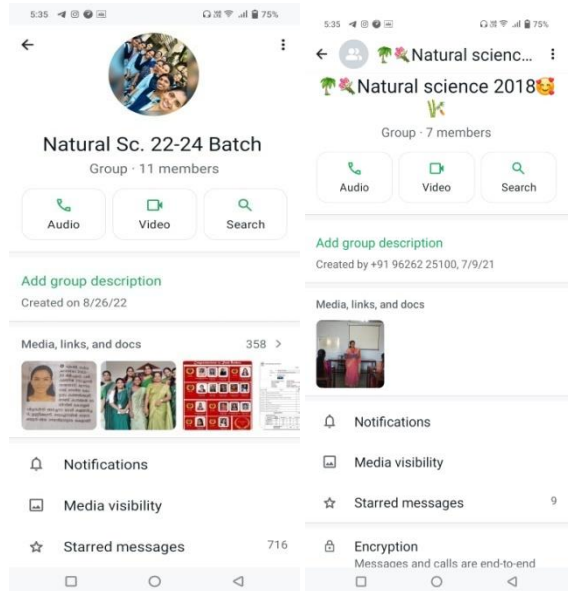 5:35
75%
Natural Sc. 22-24 Batch
Group · 11 members
Audio Video Search
Add group description
Created on 8/26/22
Media, links, and docs 358 >
Notifications
Media visibility
Starred messages 716
5:35
75%
🌴💐Natural scienc...
🌴💐Natural science 2018🥰
🎋
Group · 7 members
Audio Video Search
Add group description
Created by +91 96262 25100, 7/9/21
Media, links, and docs
Notifications
Media visibility
Starred messages 9
Encryption
Messages and calls are end-to-end